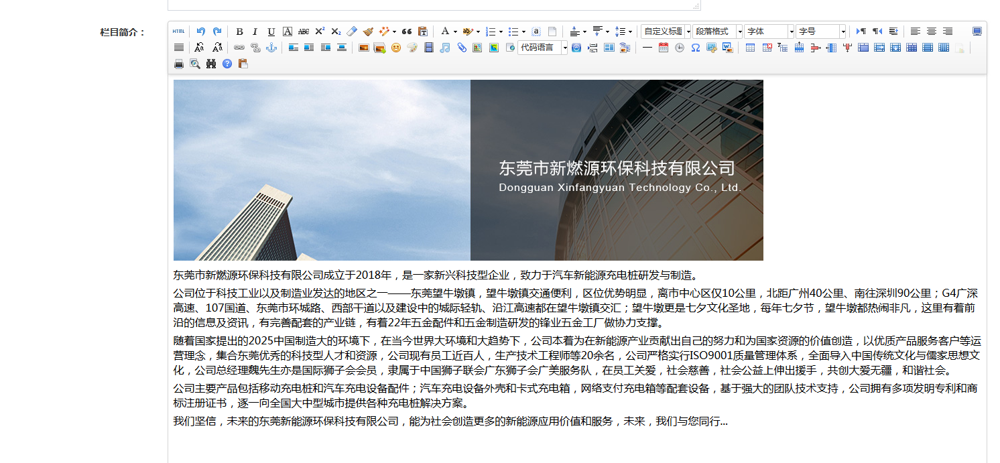 栏目简介：
HTML B I U A ABC X² X₂ A ab a 自定义标题 段落格式 字体 字号
代码语言
东莞市新燃源环保科技有限公司
Dongguan Xinfangyuan Technology Co., Ltd.
东莞市新燃源环保科技有限公司成立于2018年，是一家新兴科技型企业，致力于汽车新能源充电桩研发与制造。
公司位于科技工业以及制造业发达的地区之一——东莞望牛墩镇，望牛墩镇交通便利，区位优势明显，离市中心区仅10公里，北距广州40公里、南往深圳90公里；G4广深
高速、107国道、东莞市环城路、西部干道以及建设中的城际轻轨、沿江高速都在望牛墩镇交汇；望牛墩更是七夕文化圣地，每年七夕节，望牛墩都热闹非凡，这里有着前
沿的信息及资讯，有完善配套的产业链，有着22年五金配件和五金制造研发的锋业五金工厂做协力支撑。
随着国家提出的2025中国制造大的环境下，在当今世界大环境和大趋势下，公司本着为在新能源产业贡献出自己的努力和为国家资源的价值创造，以优质产品服务客户等运
营理念，集合东莞优秀的科技型人才和资源，公司现有员工近百人，生产技术工程师等20余名，公司严格实行ISO9001质量管理体系，全面导入中国传统文化与儒家思想文
化，公司总经理魏先生亦是国际狮子会会员，隶属于中国狮子联会广东狮子会广美服务队，在员工关爱，社会慈善，社会公益上伸出援手，共创大爱无疆，和谐社会。
公司主要产品包括移动充电桩和汽车充电设备配件；汽车充电设备外壳和卡式充电箱，网络支付充电箱等配套设备，基于强大的团队技术支持，公司拥有多项发明专利和商
标注册证书，逐一向全国大中型城市提供各种充电桩解决方案。
我们坚信，未来的东莞新能源环保科技有限公司，能为社会创造更多的新能源应用价值和服务，未来，我们与您同行...